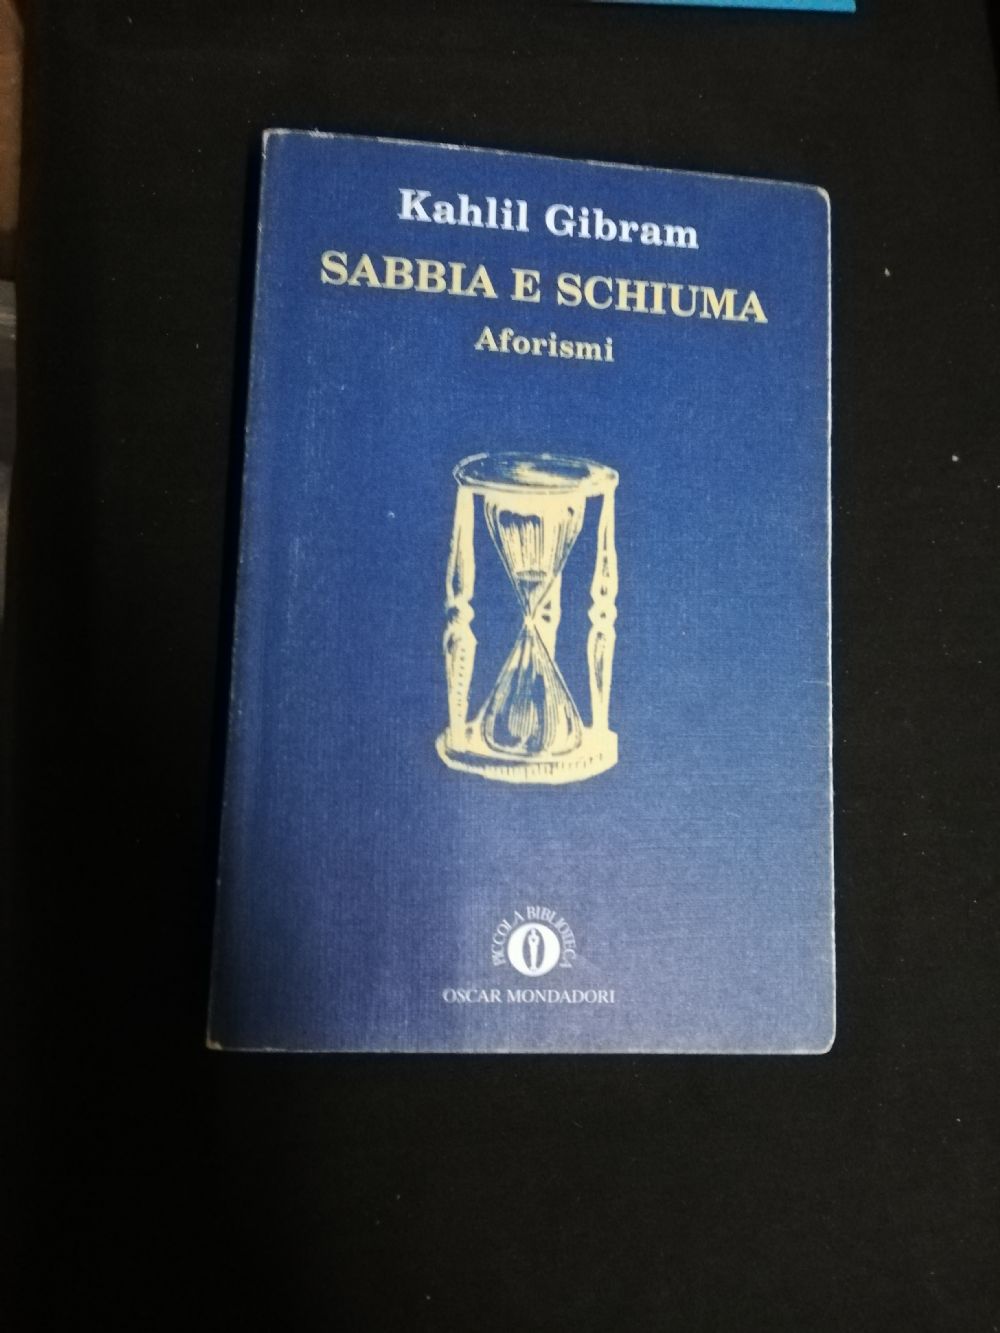 Kahlil Gibram
SABBIA E SCHIUMA
Aforismi
PICCOLA BIBLIOTECA
OSCAR MONDADORI